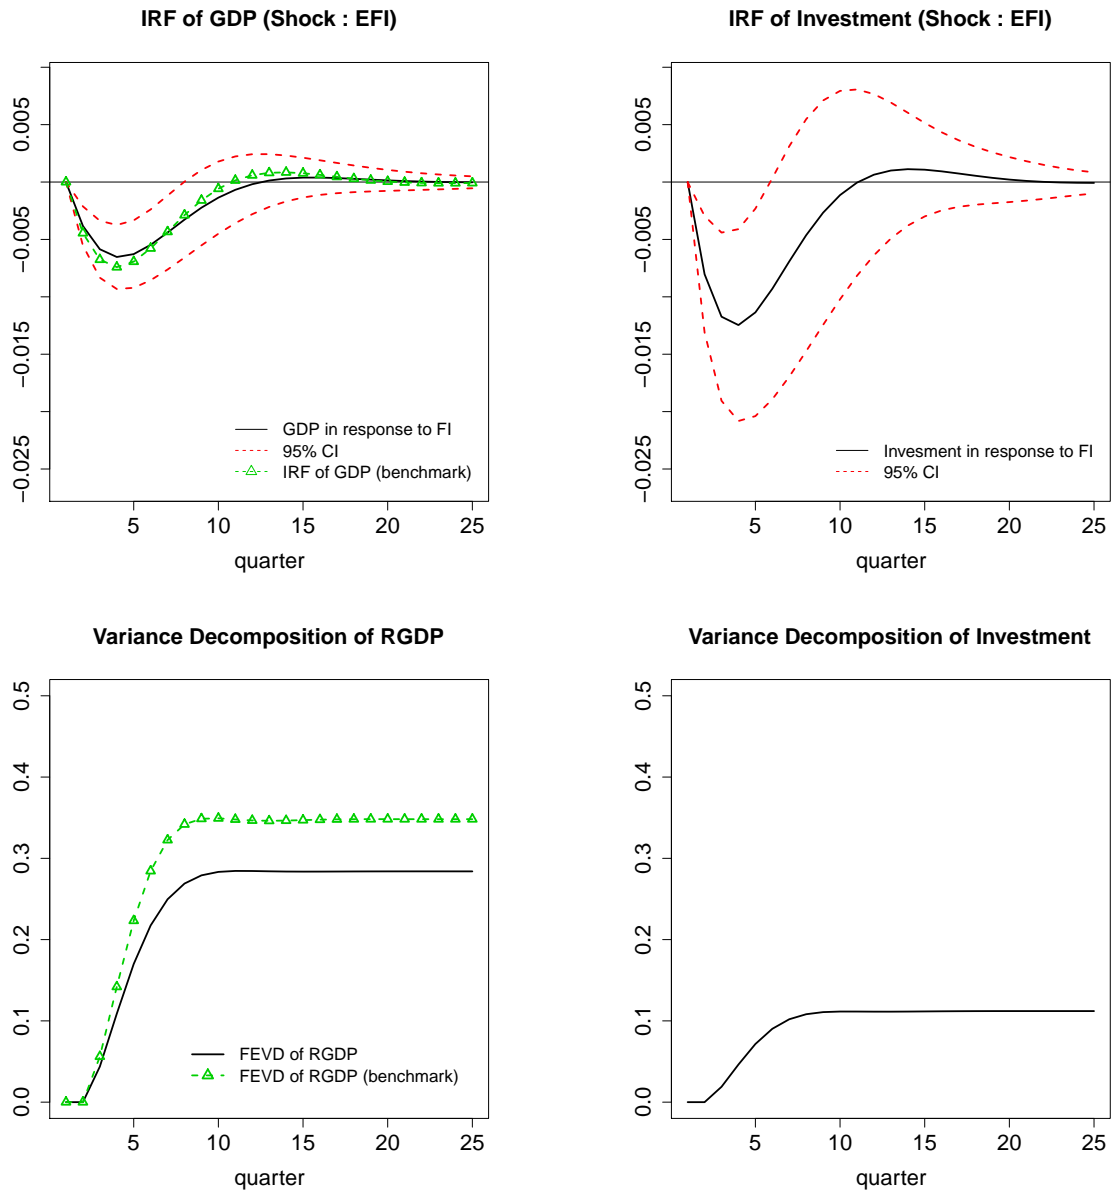 IRF of GDP (Shock : EFI)
0.005
−0.005
−0.015
−0.025
GDP in response to FI
95% CI
IRF of GDP (benchmark)
5 10 15 20 25
quarter
IRF of Investment (Shock : EFI)
0.005
−0.005
−0.015
−0.025
Invesment in response to FI
95% CI
5 10 15 20 25
quarter
Variance Decomposition of RGDP
0.5
0.4
0.3
0.2
0.1
0.0
FEVD of RGDP
FEVD of RGDP (benchmark)
5 10 15 20 25
quarter
Variance Decomposition of Investment
0.5
0.4
0.3
0.2
0.1
0.0
5 10 15 20 25
quarter